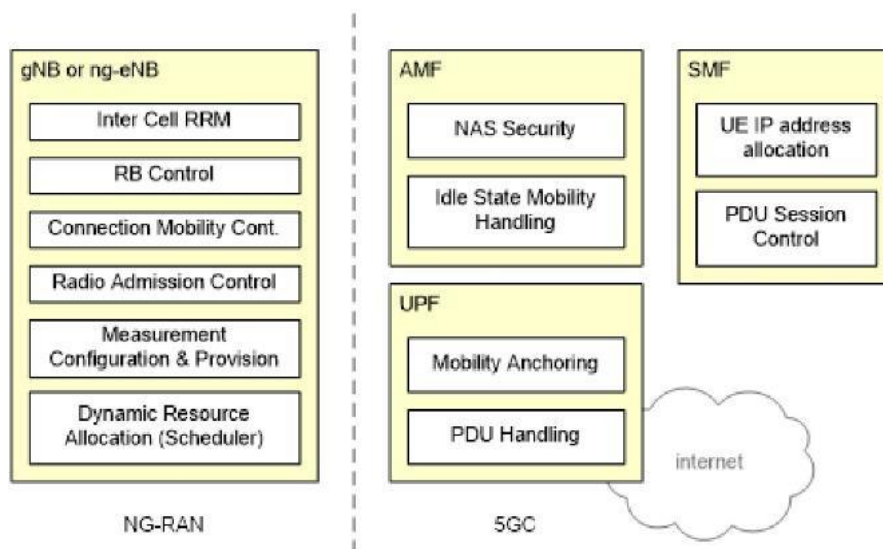 gNB or ng-eNB
Inter Cell RRM
RB Control
Connection Mobility Cont.
Radio Admission Control
Measurement
Configuration & Provision
Dynamic Resource
Allocation (Scheduler)
NG-RAN
AMF
NAS Security
Idle State Mobility
Handling
SMF
UE IP address
allocation
PDU Session
Control
UPF
Mobility Anchoring
PDU Handling
internet
5GC